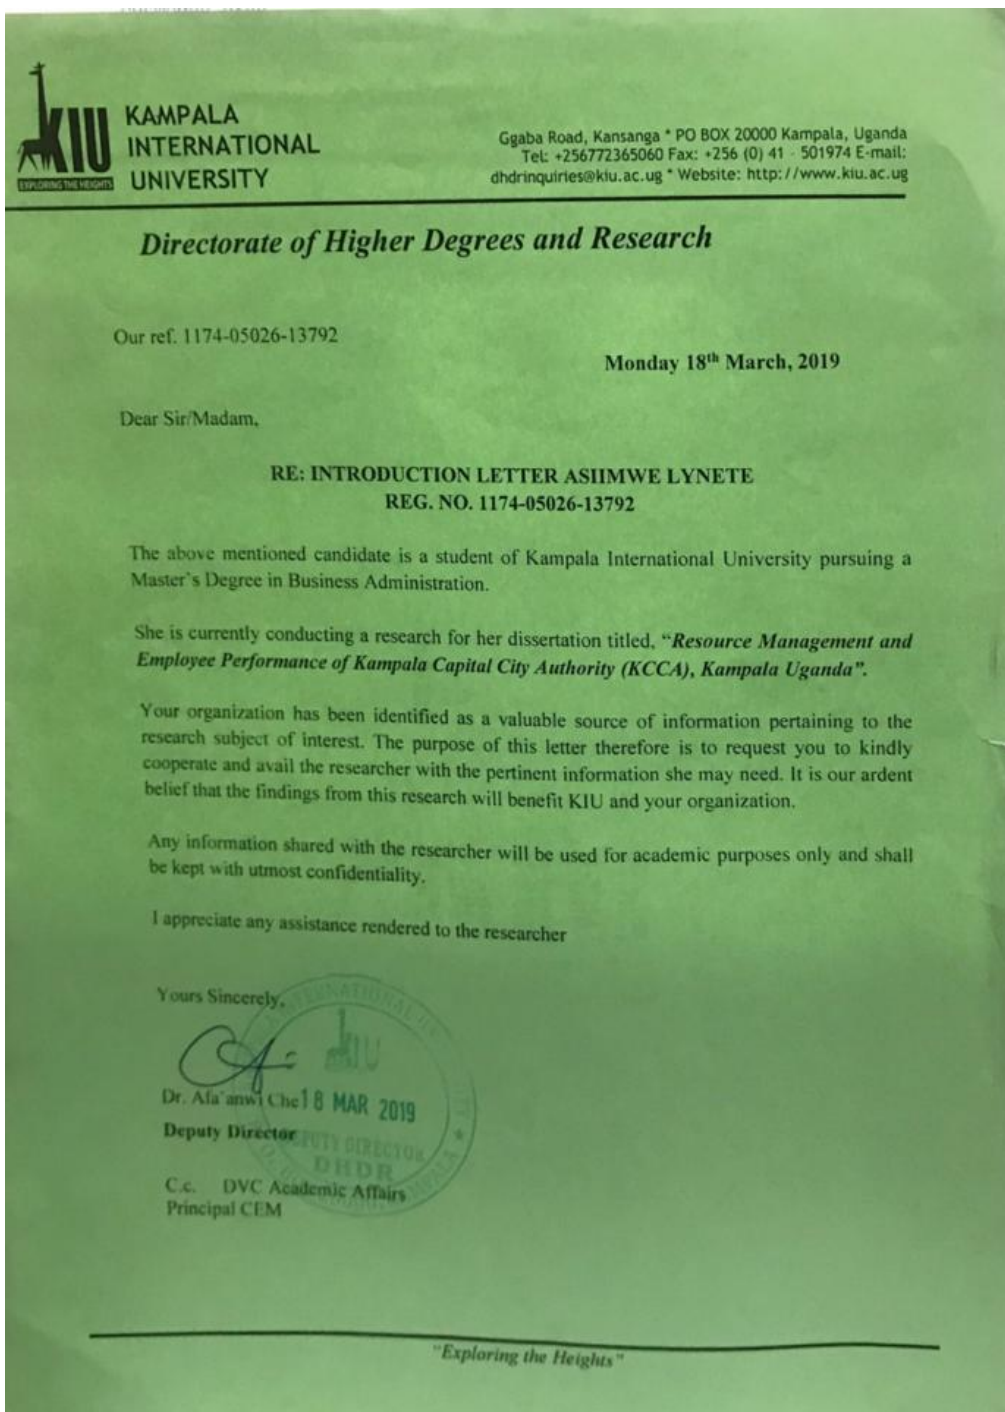 KIU
EXPLORING THE HEIGHTS
KAMPALA
INTERNATIONAL
UNIVERSITY
Ggaba Road, Kansanga * PO BOX 20000 Kampala, Uganda
Tel: +256772365060 Fax: +256 (0) 41 - 501974 E-mail:
dhdrinquiries@kiu.ac.ug * Website: http://www.kiu.ac.ug
Directorate of Higher Degrees and Research
Our ref. 1174-05026-13792
Monday 18th March, 2019
Dear Sir/Madam,
RE: INTRODUCTION LETTER ASIIMWE LYNETE
REG. NO. 1174-05026-13792
The above mentioned candidate is a student of Kampala International University pursuing a
Master's Degree in Business Administration.
She is currently conducting a research for her dissertation titled, "Resource Management and
Employee Performance of Kampala Capital City Authority (KCCA), Kampala Uganda".
Your organization has been identified as a valuable source of information pertaining to the
research subject of interest. The purpose of this letter therefore is to request you to kindly
cooperate and avail the researcher with the pertinent information she may need. It is our ardent
belief that the findings from this research will benefit KIU and your organization.
Any information shared with the researcher will be used for academic purposes only and shall
be kept with utmost confidentiality.
I appreciate any assistance rendered to the researcher
Yours Sincerely,
KIU
Dr. Afa'anwi Che
18 MAR 2019
Deputy Director
DEPUTY DIRECTOR
DHDR
C.c. DVC Academic Affairs
Principal CEM
"Exploring the Heights"